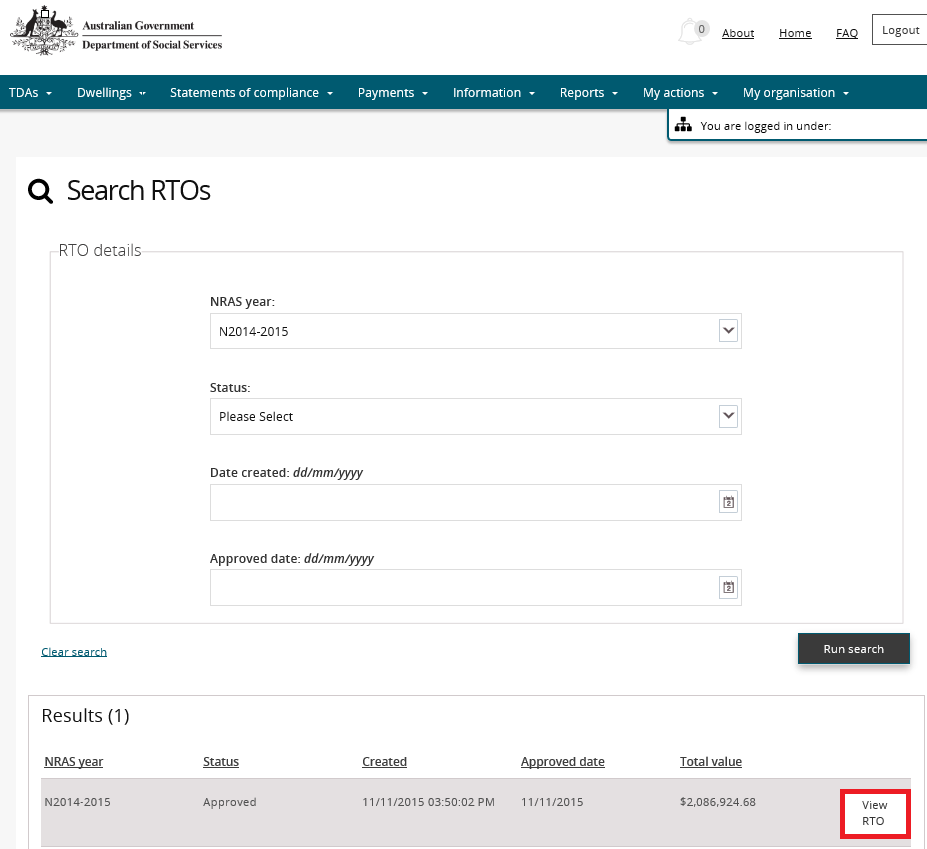 Australian Government
Department of Social Services
0 About Home FAQ Logout
TDAs Dwellings Statements of compliance Payments Information Reports My actions My organisation
You are logged in under:
Search RTOs
RTO details
NRAS year:
N2014-2015
Status:
Please Select
Date created: dd/mm/yyyy
2
Approved date: dd/mm/yyyy
2
Clear search Run search
Results (1)
NRAS year Status Created Approved date Total value
N2014-2015 Approved 11/11/2015 03:50:02 PM 11/11/2015 $2,086,924.68 View
RTO